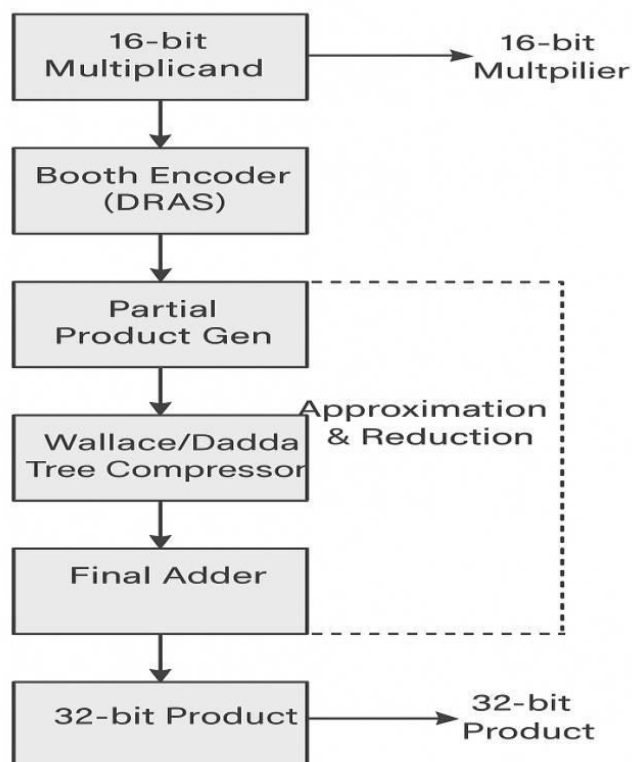 16-bit
Multiplicand
16-bit
Multpilier
Booth Encoder
(DRAS)
Partial
Product Gen
Approximation
& Reduction
Wallace/Dadda
Tree Compressor
Final Adder
32-bit Product
32-bit
Product